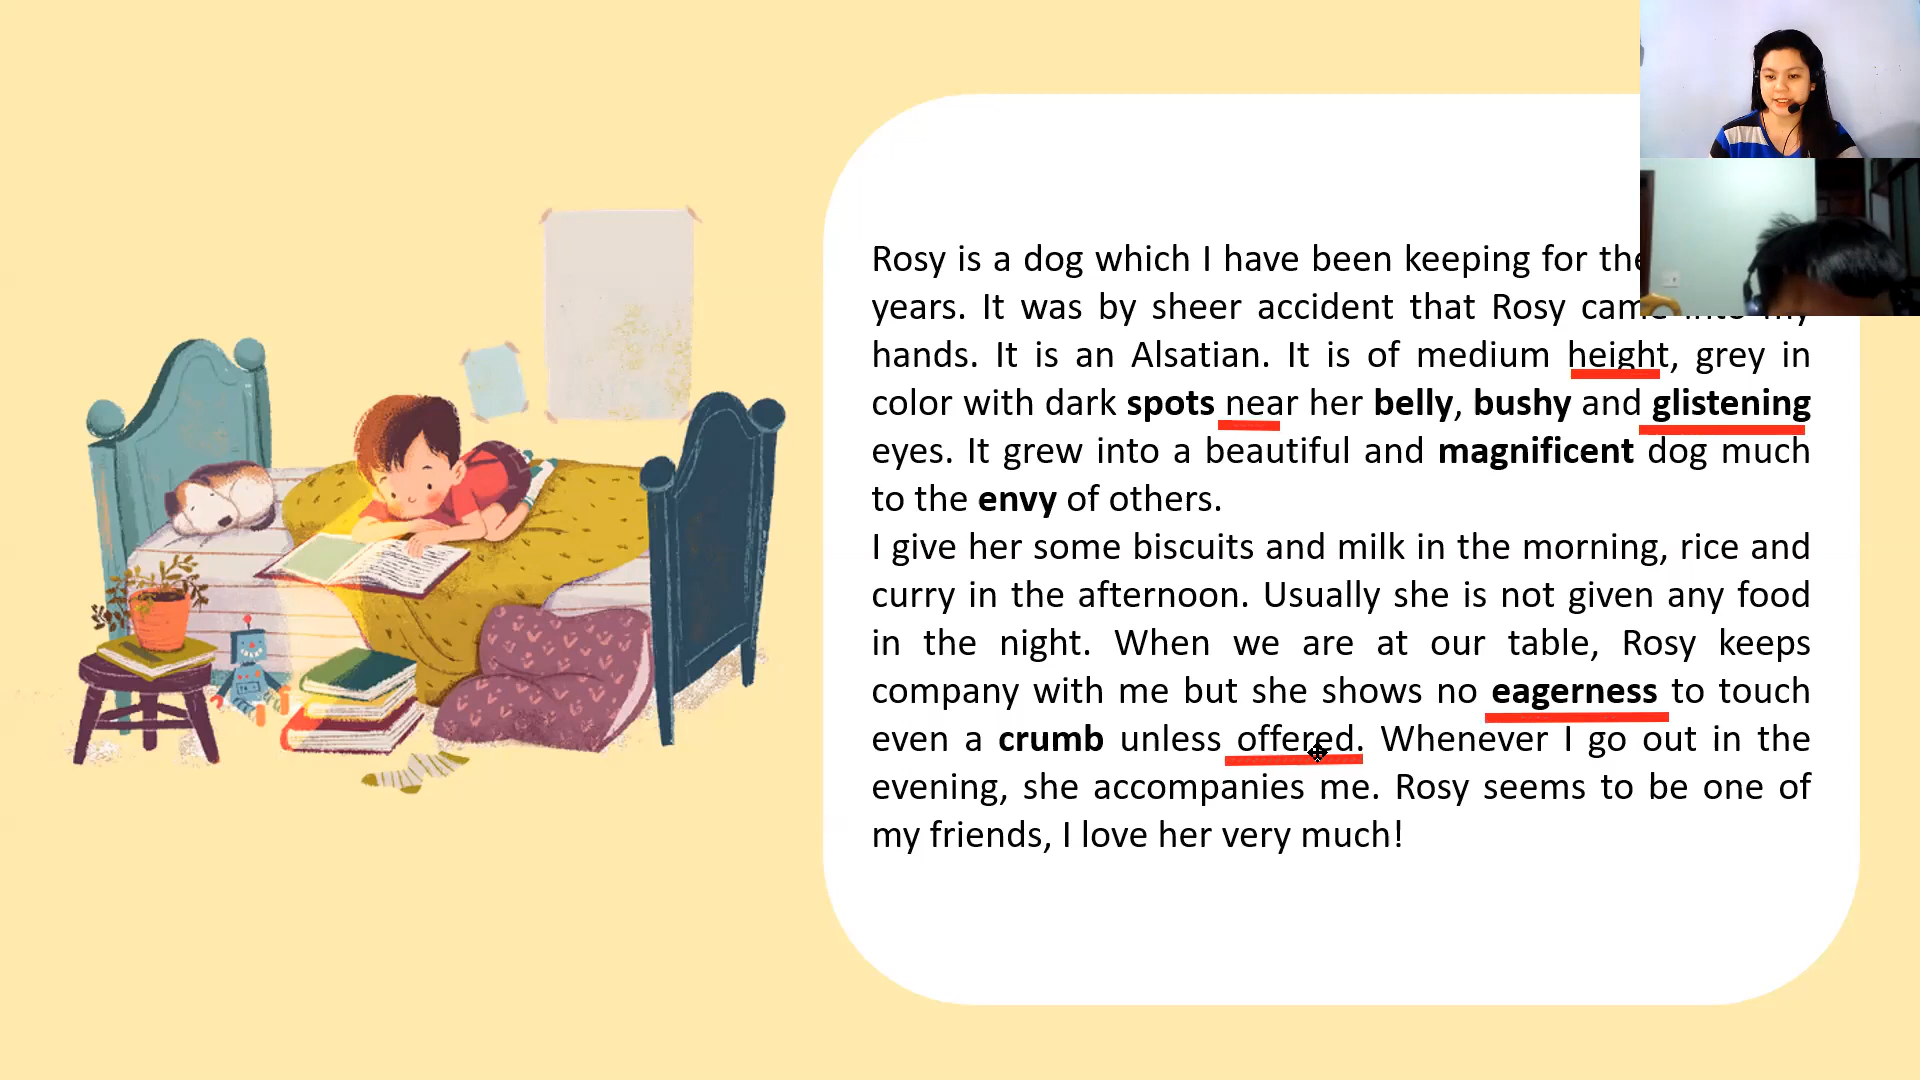 Rosy is a dog which I have been keeping for the
years. It was by sheer accident that Rosy came into my
hands. It is an Alsatian. It is of medium height, grey in
color with dark spots near her belly, bushy and glistening
eyes. It grew into a beautiful and magnificent dog much
to the envy of others.
I give her some biscuits and milk in the morning, rice and
curry in the afternoon. Usually she is not given any food
in the night. When we are at our table, Rosy keeps
company with me but she shows no eagerness to touch
even a crumb unless offered. Whenever I go out in the
evening, she accompanies me. Rosy seems to be one of
my friends, I love her very much!